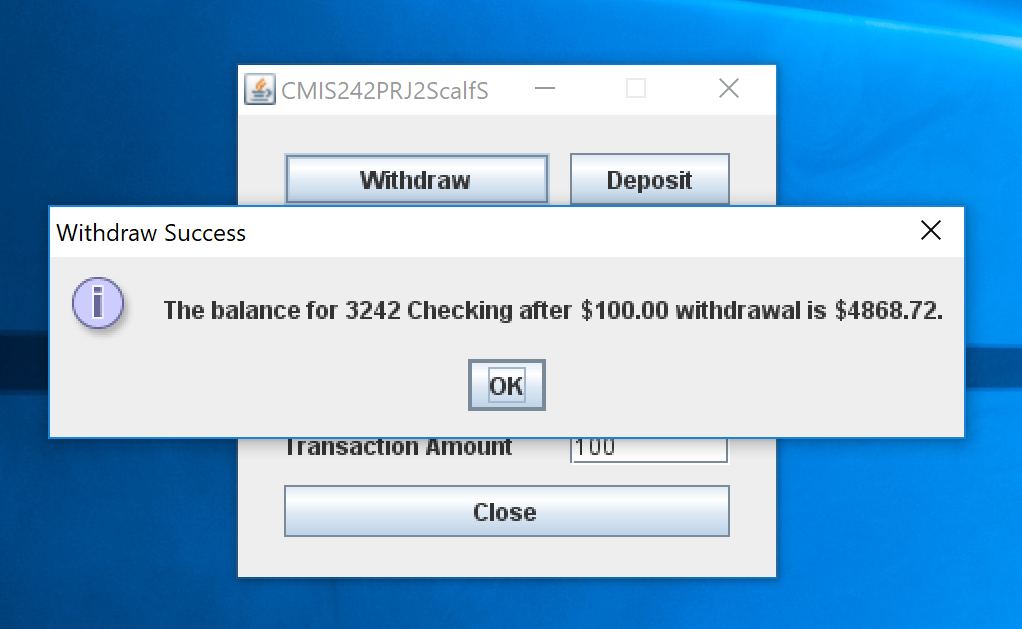 CMIS242PRJ2ScalfS
Withdraw
Deposit
Withdraw Success
i
The balance for 3242 Checking after $100.00 withdrawal is $4868.72.
OK
Transaction Amount
100
Close